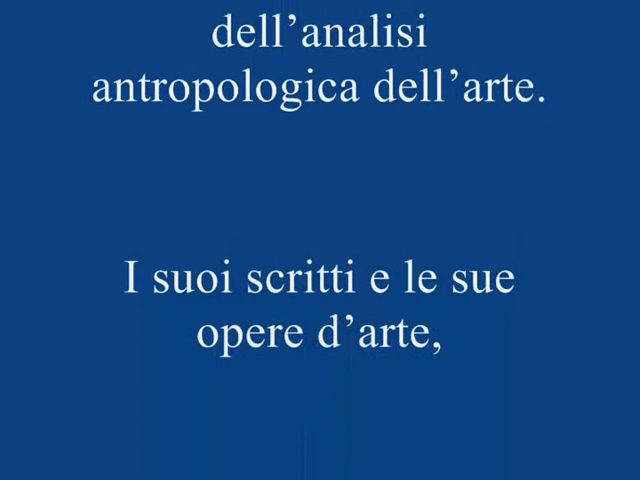 dell’analisi
antropologica dell’arte.
I suoi scritti e le sue
opere d’arte,